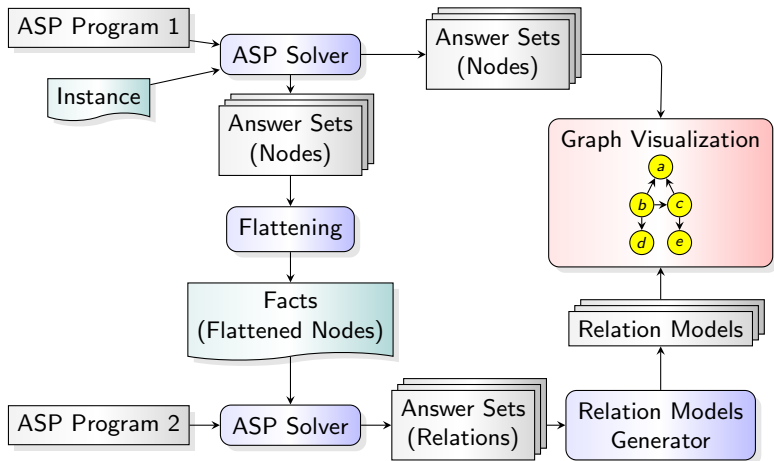 ASP Program 1
ASP Solver
Answer Sets
(Nodes)
Instance
Answer Sets
(Nodes)
Graph Visualization
a
b
c
d
e
Flattening
Facts
(Flattened Nodes)
Relation Models
ASP Program 2
ASP Solver
Answer Sets
(Relations)
Relation Models
Generator